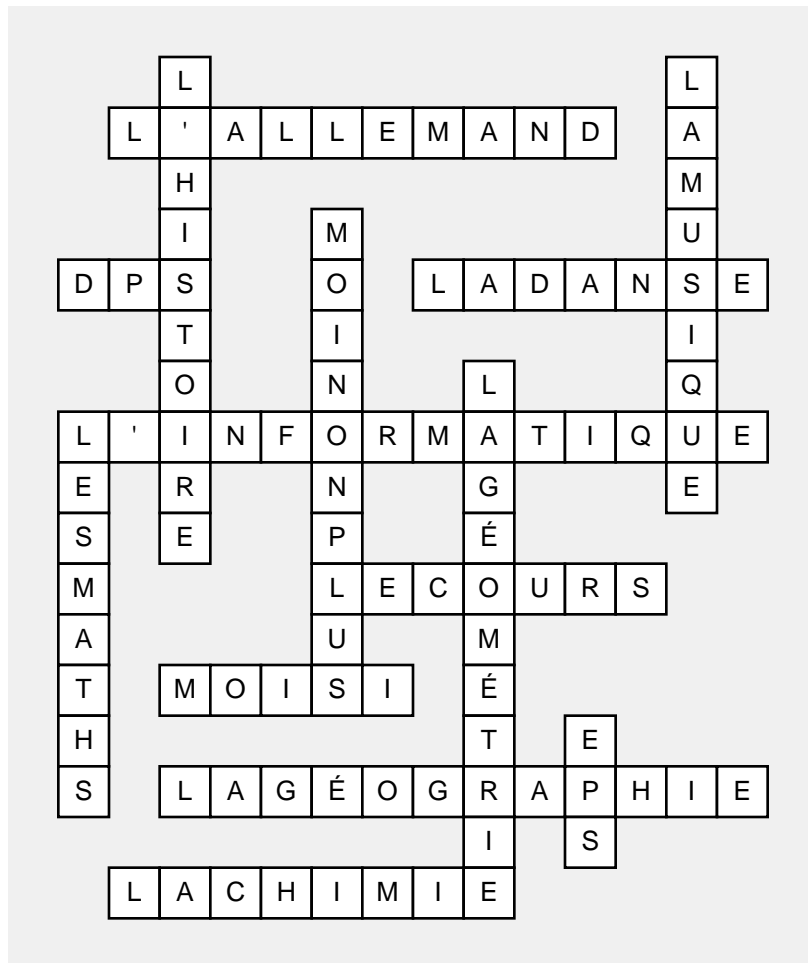 L'HISTOIRE
LAMUSIQUE
L'ALLEMAND
MOINONPLUS
DPS
LADANSE
LAGÉOMÉTRIE
L'INFORMATIQUE
LESMATHS
LECOURS
MOISI
EPS
LAGÉOGRAPHIE
LACHIMIE